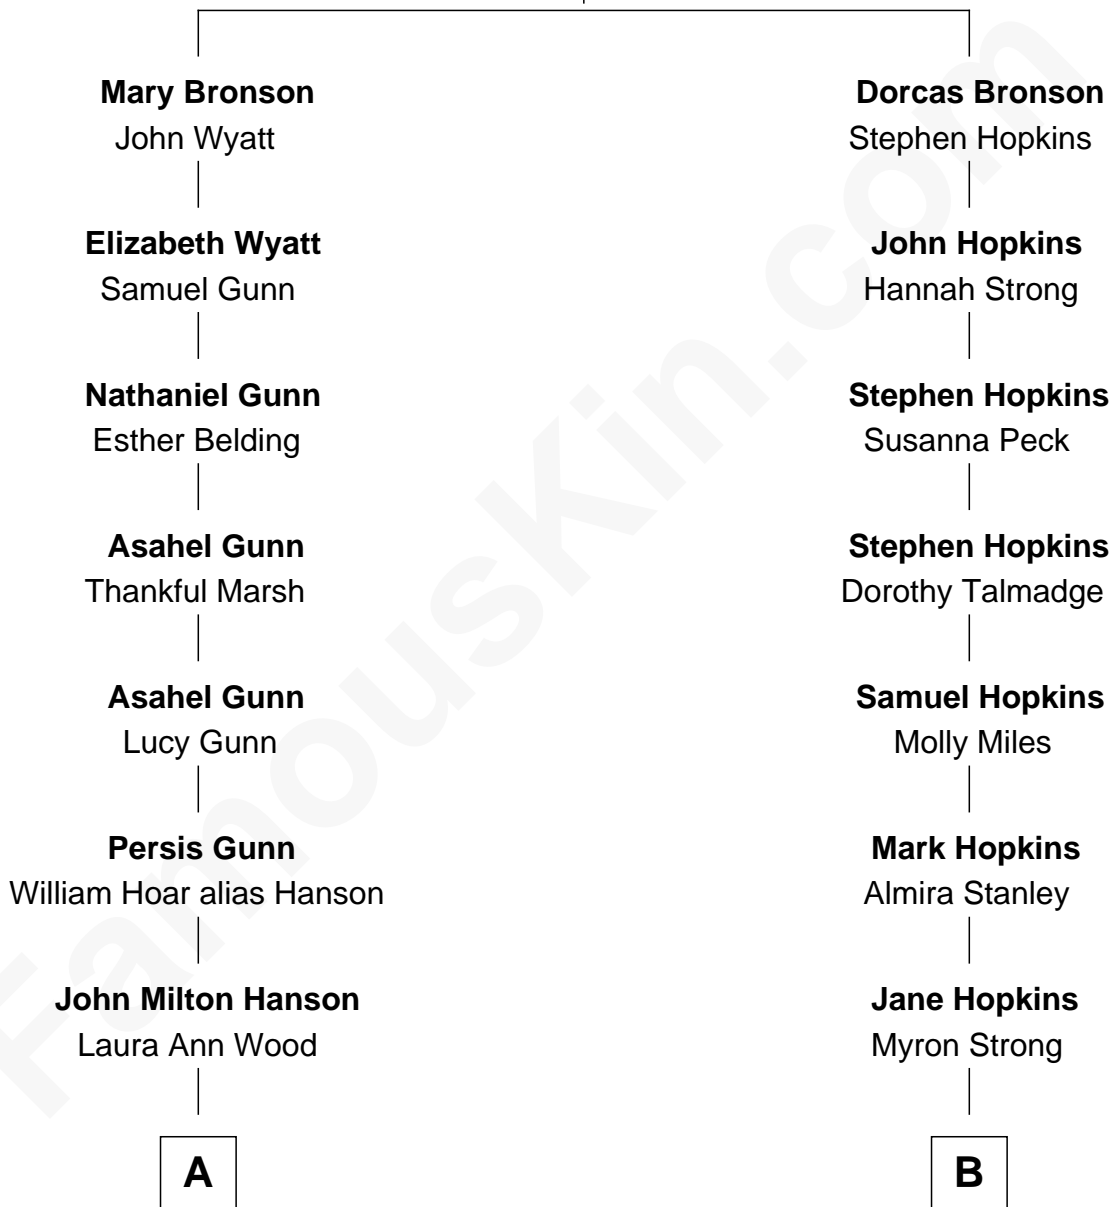 Mary Bronson
John Wyatt
Elizabeth Wyatt
Samuel Gunn
Nathaniel Gunn
Esther Belding
Asahel Gunn
Thankful Marsh
Asahel Gunn
Lucy Gunn
Persis Gunn
William Hoar alias Hanson
John Milton Hanson
Laura Ann Wood
A
Dorcas Bronson
Stephen Hopkins
John Hopkins
Hannah Strong
Stephen Hopkins
Susanna Peck
Stephen Hopkins
Dorothy Talmadge
Samuel Hopkins
Molly Miles
Mark Hopkins
Almira Stanley
Jane Hopkins
Myron Strong
B
FamousKin.com